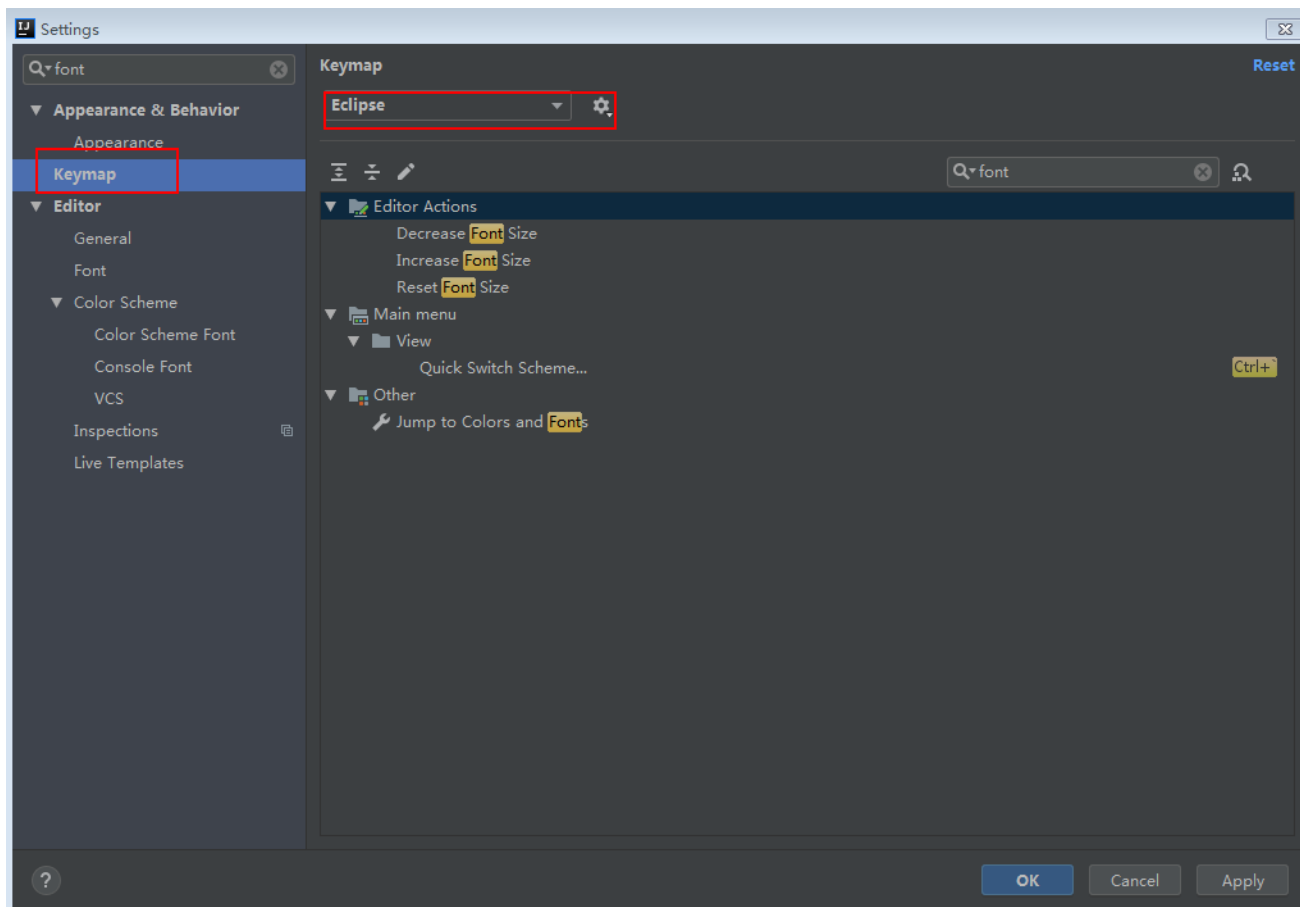 Settings
font
Appearance & Behavior
Appearance
Keymap
Editor
General
Font
Color Scheme
Color Scheme Font
Console Font
VCS
Inspections
Live Templates
Keymap
Reset
Eclipse
font
Editor Actions
Decrease Font Size
Increase Font Size
Reset Font Size
Main menu
View
Quick Switch Scheme...
Ctrl+`
Other
Jump to Colors and Fonts
?
OK
Cancel
Apply